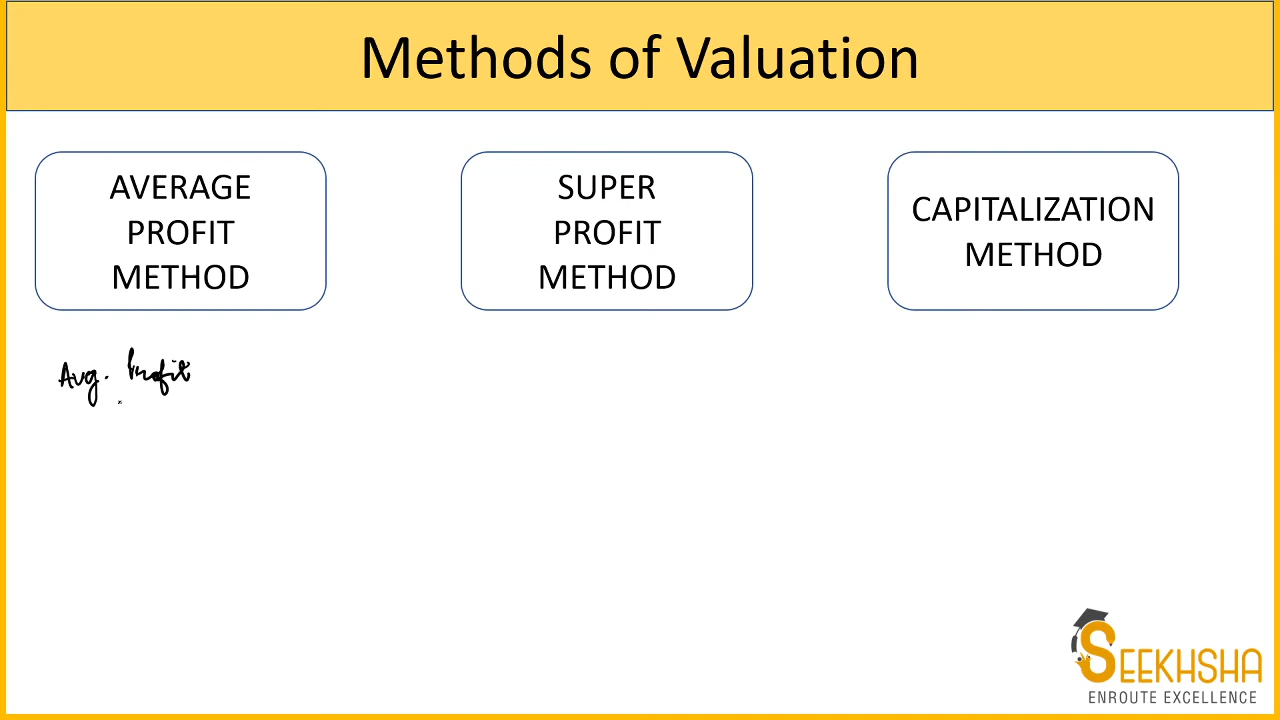 Methods of Valuation
AVERAGE
PROFIT
METHOD
SUPER
PROFIT
METHOD
CAPITALIZATION
METHOD
Avg. Profit
SEEKHSHA
ENROUTE EXCELLENCE